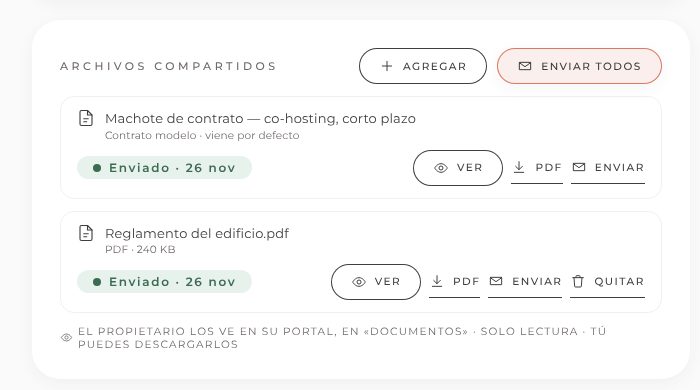 ARCHIVOS COMPARTIDOS
AGREGAR
ENVIAR TODOS
Machote de contrato — co-hosting, corto plazo
Contrato modelo · viene por defecto
Enviado · 26 nov
VER
PDF
ENVIAR
Reglamento del edificio.pdf
PDF · 240 KB
Enviado · 26 nov
VER
PDF
ENVIAR
QUITAR
EL PROPIETARIO LOS VE EN SU PORTAL, EN «DOCUMENTOS» · SOLO LECTURA · TÚ
PUEDES DESCARGARLOS